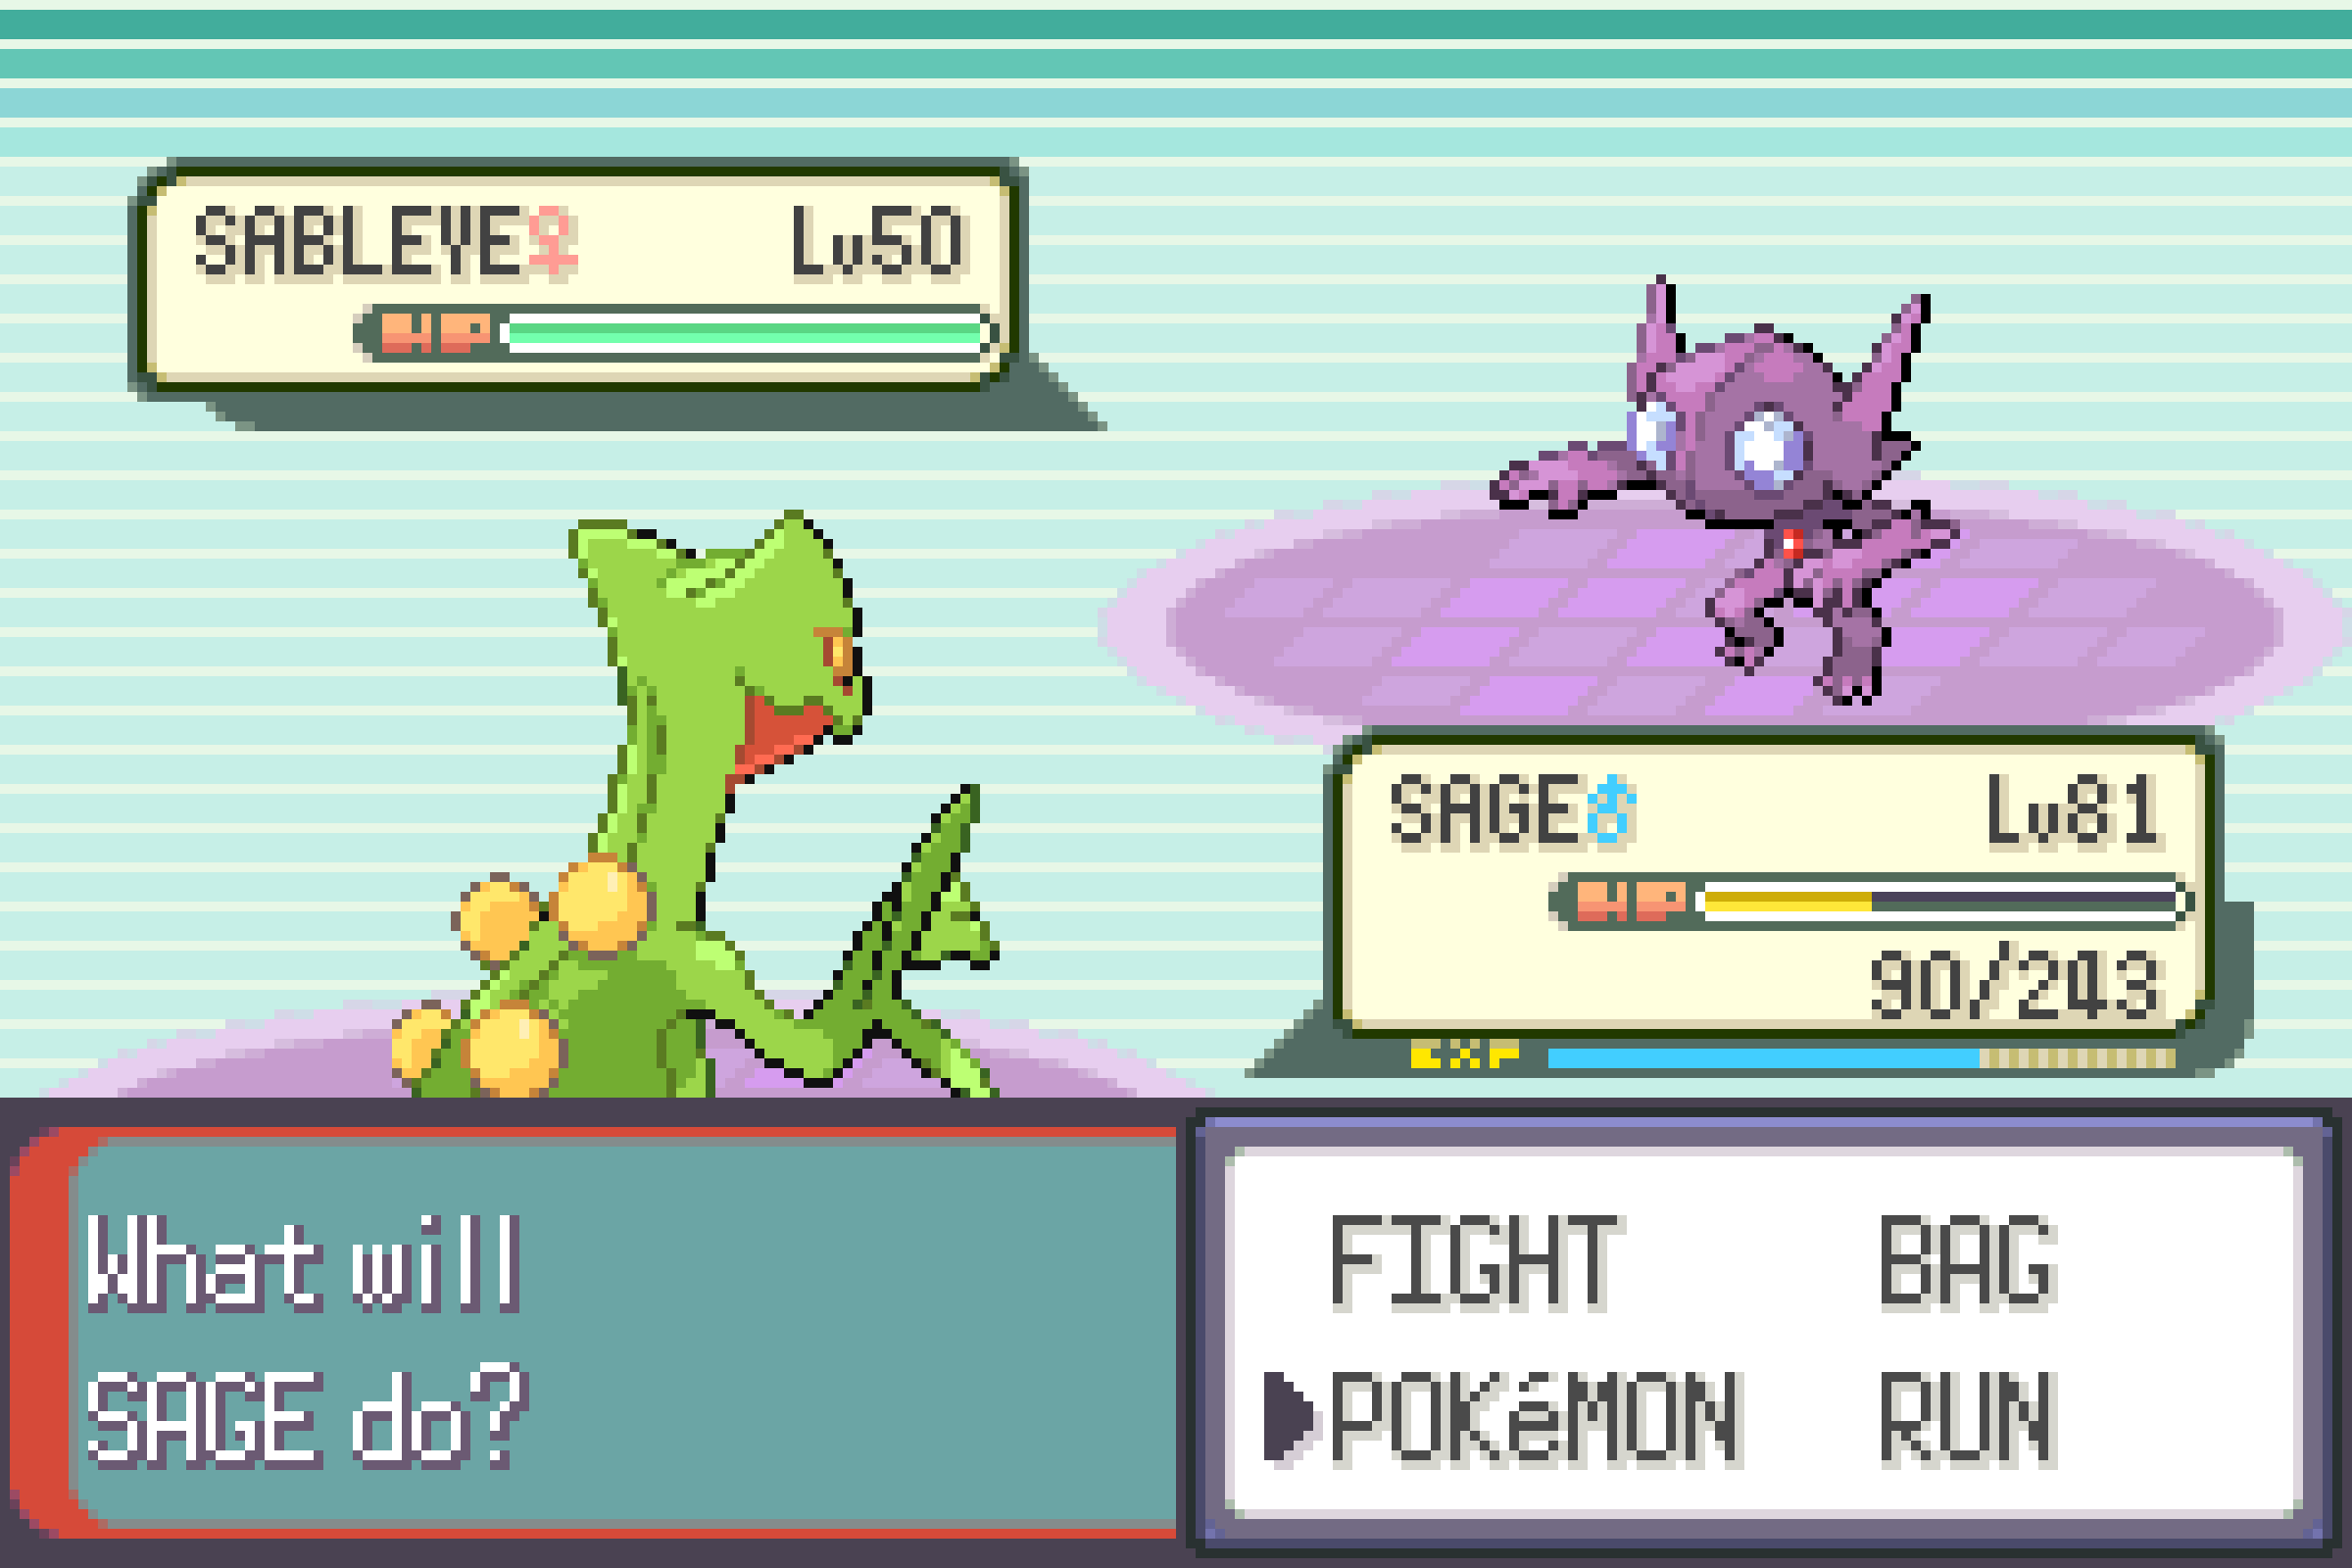 SABLEYE♀ Lv50
HP
SAGE♂ Lv81
HP
90/243
EXP
What will
SAGE do?
FIGHT BAG
POKéMON RUN